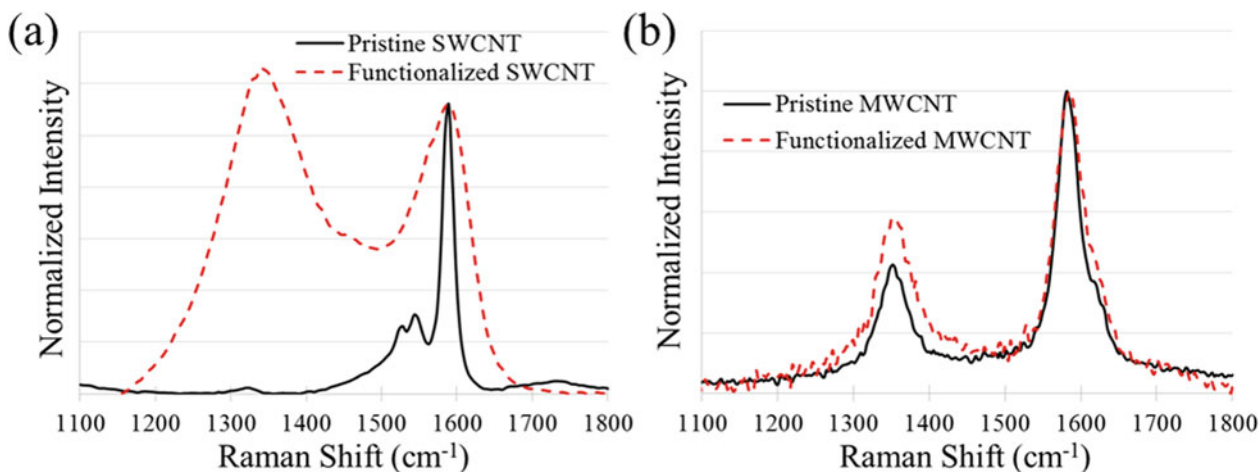 (a)
Pristine SWCNT
Functionalized SWCNT
Normalized Intensity
1100 1200 1300 1400 1500 1600 1700 1800
Raman Shift (cm⁻¹)
(b)
Pristine MWCNT
Functionalized MWCNT
Normalized Intensity
1100 1200 1300 1400 1500 1600 1700 1800
Raman Shift (cm⁻¹)